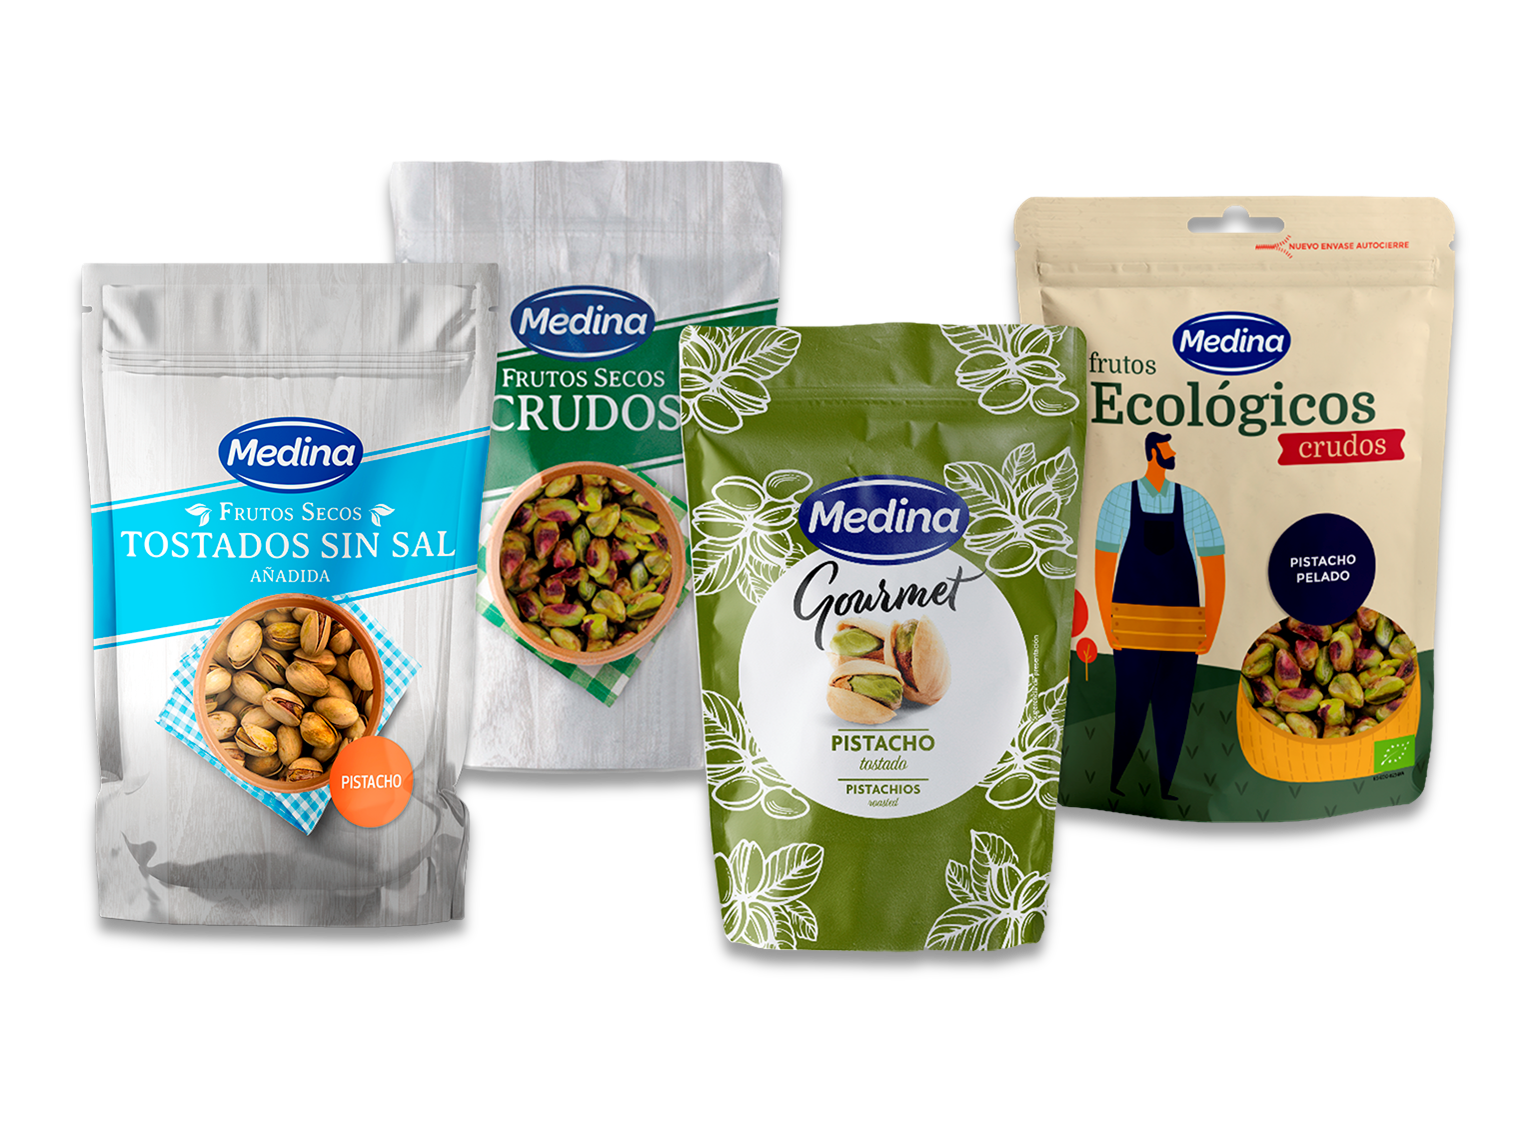 Medina
FRUTOS SECOS
TOSTADOS SIN SAL
AÑADIDA
PISTACHO
Medina
FRUTOS SECOS
CRUDOS
Medina
Gourmet
PISTACHO
tostado
PISTACHIOS
roasted
NUEVO ENVASE AUTOCIERRE
Medina
frutos
Ecológicos
crudos
PISTACHO
PELADO